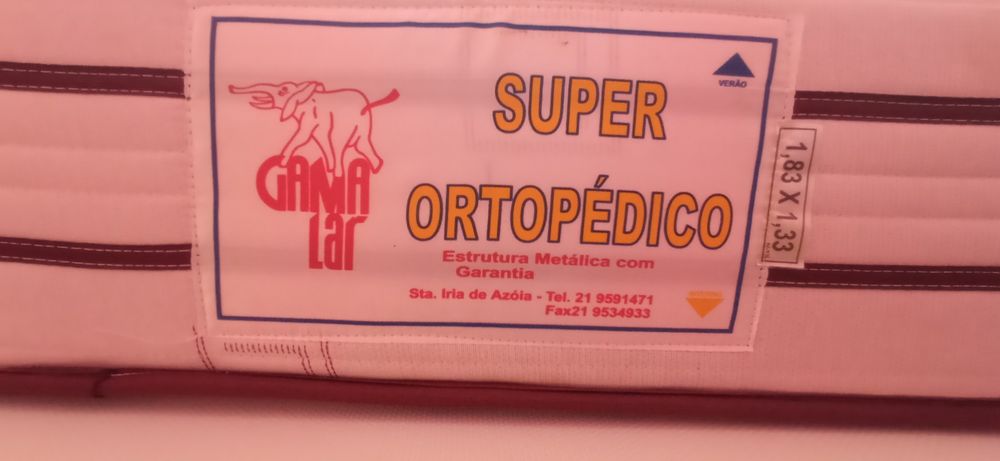 GAMA
lar
SUPER
ORTOPÉDICO
Estrutura Metálica com
Garantia
Sta. Iria de Azóia - Tel. 21 9591471
Fax21 9534933
VERÃO
1,83 X 1,33